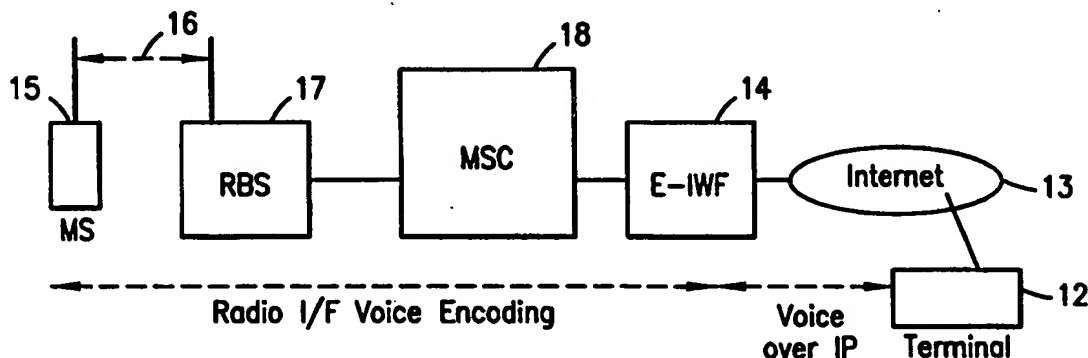 16
18
15
17
14
MSC
RBS
E-IWF
Internet
13
MS
12
Radio I/F Voice Encoding
Voice
over IP
Terminal